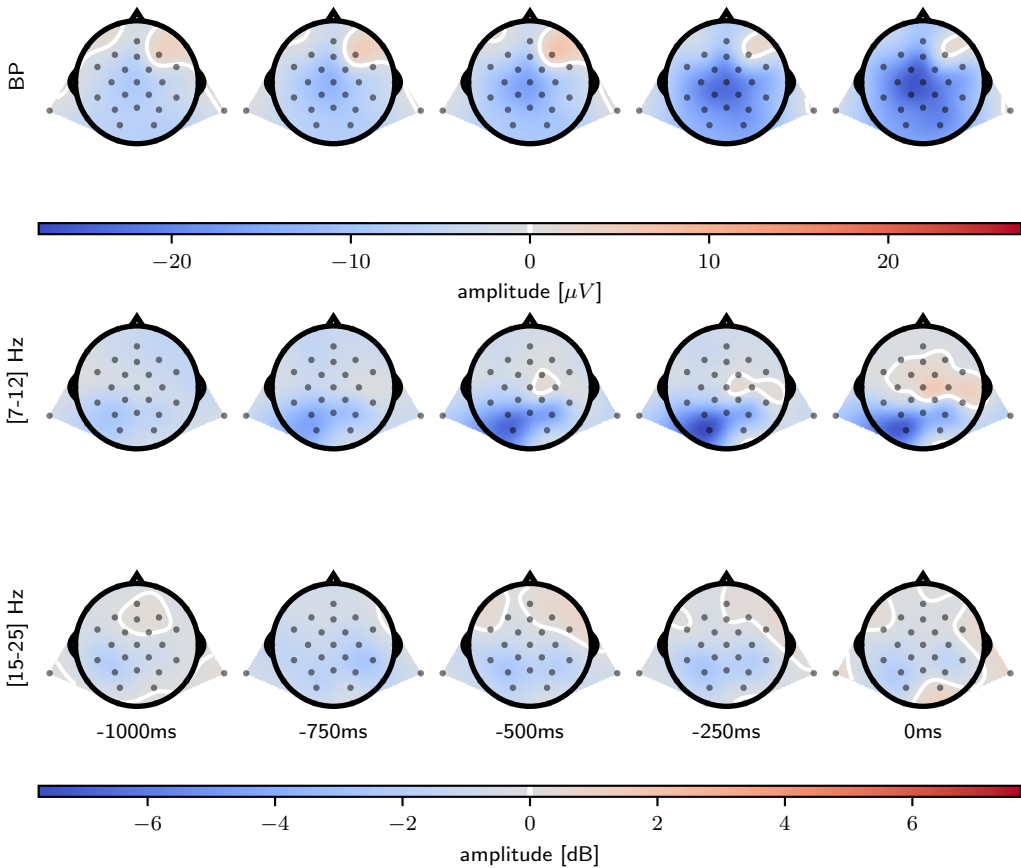 BP
−20 −10 0 10 20
amplitude [μV]
[7-12] Hz
[15-25] Hz
-1000ms -750ms -500ms -250ms 0ms
−6 −4 −2 0 2 4 6
amplitude [dB]